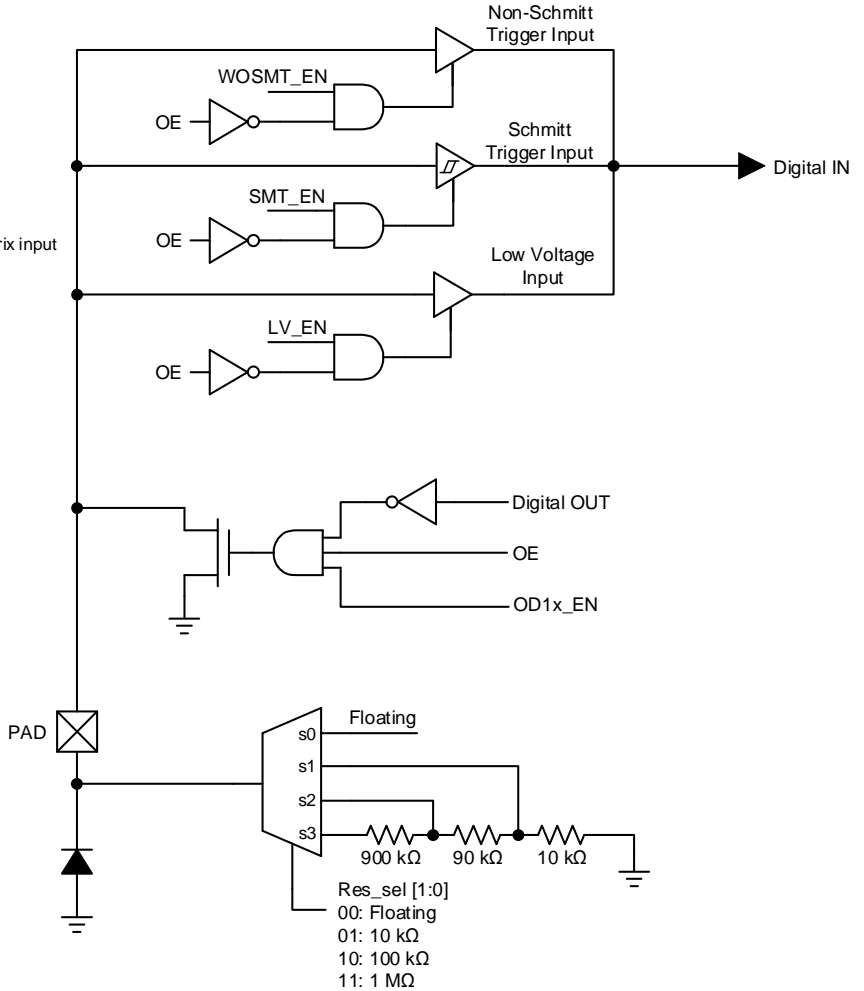 Non-Schmitt
Trigger Input
WOSMT_EN
OE
Schmitt
Trigger Input
Digital IN
SMT_EN
OE
rix input
Low Voltage
Input
LV_EN
OE
Digital OUT
OE
OD1x_EN
PAD
Floating
s0
s1
s2
s3
900 kΩ
90 kΩ
10 kΩ
Res_sel [1:0]
00: Floating
01: 10 kΩ
10: 100 kΩ
11: 1 MΩ